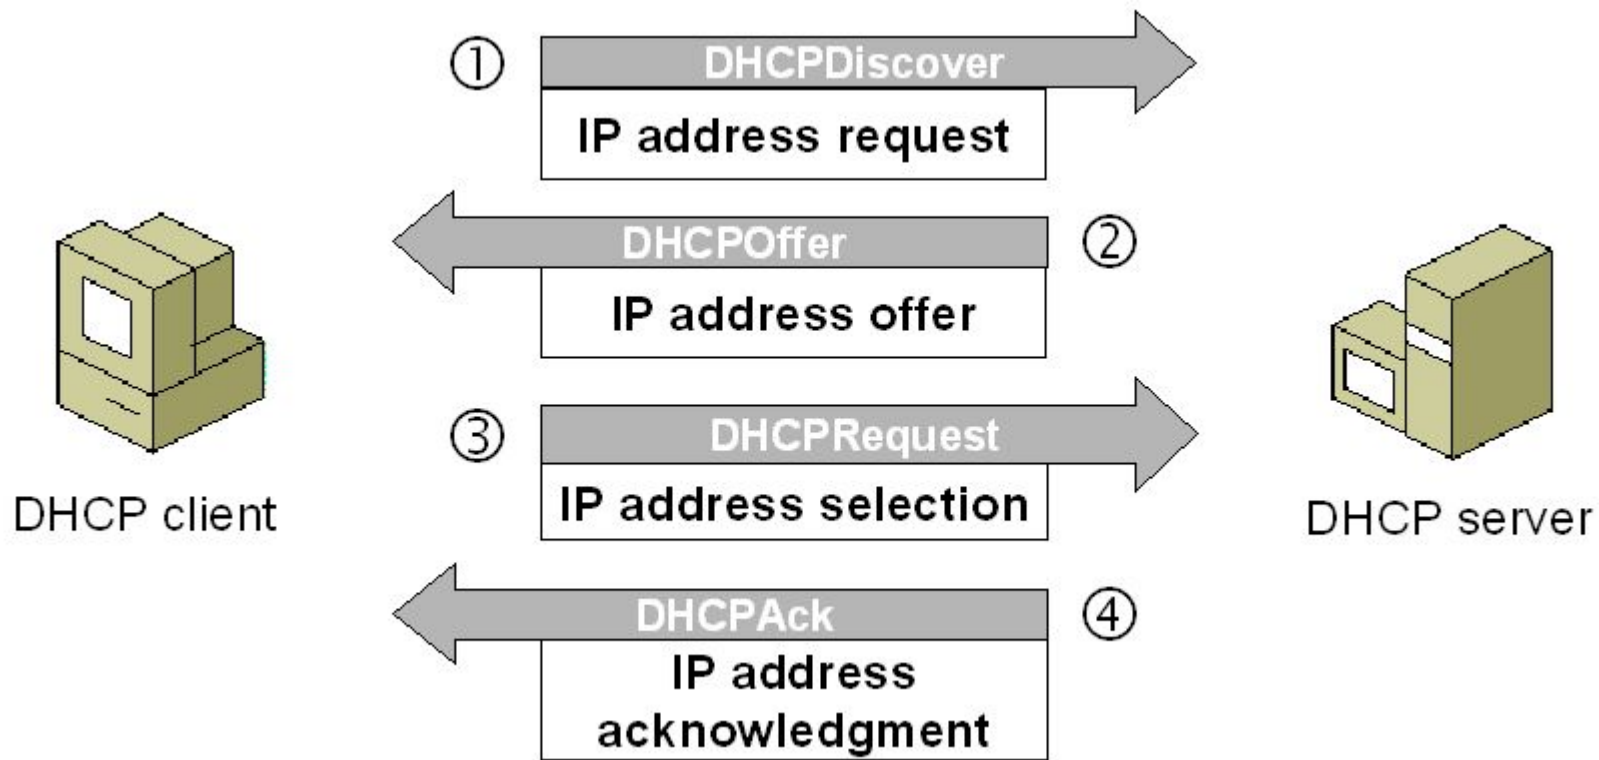 ①
DHCPDiscover
IP address request
DHCPOffer
②
IP address offer
③
DHCPRequest
IP address selection
DHCP client
DHCP server
DHCPAck
④
IP address
acknowledgment